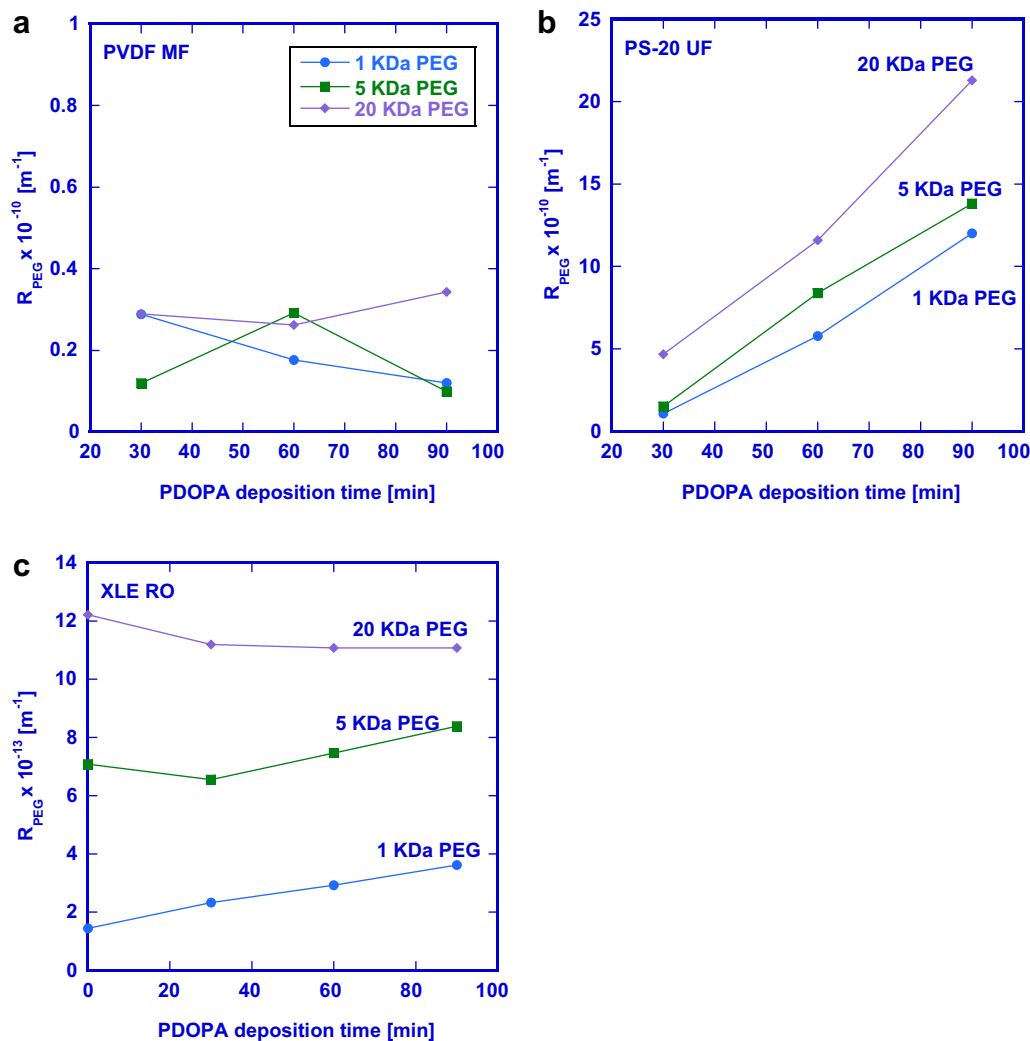 a
PVDF MF
1 KDa PEG
5 KDa PEG
20 KDa PEG
1
0.8
0.6
0.4
0.2
0
R_PEG x 10^-10 [m^-1]
20 30 40 50 60 70 80 90 100
PDOPA deposition time [min]
b
PS-20 UF
20 KDa PEG
5 KDa PEG
1 KDa PEG
25
20
15
10
5
0
R_PEG x 10^-10 [m^-1]
20 30 40 50 60 70 80 90 100
PDOPA deposition time [min]
c
XLE RO
20 KDa PEG
5 KDa PEG
1 KDa PEG
14
12
10
8
6
4
2
0
R_PEG x 10^-13 [m^-1]
0 20 40 60 80 100
PDOPA deposition time [min]